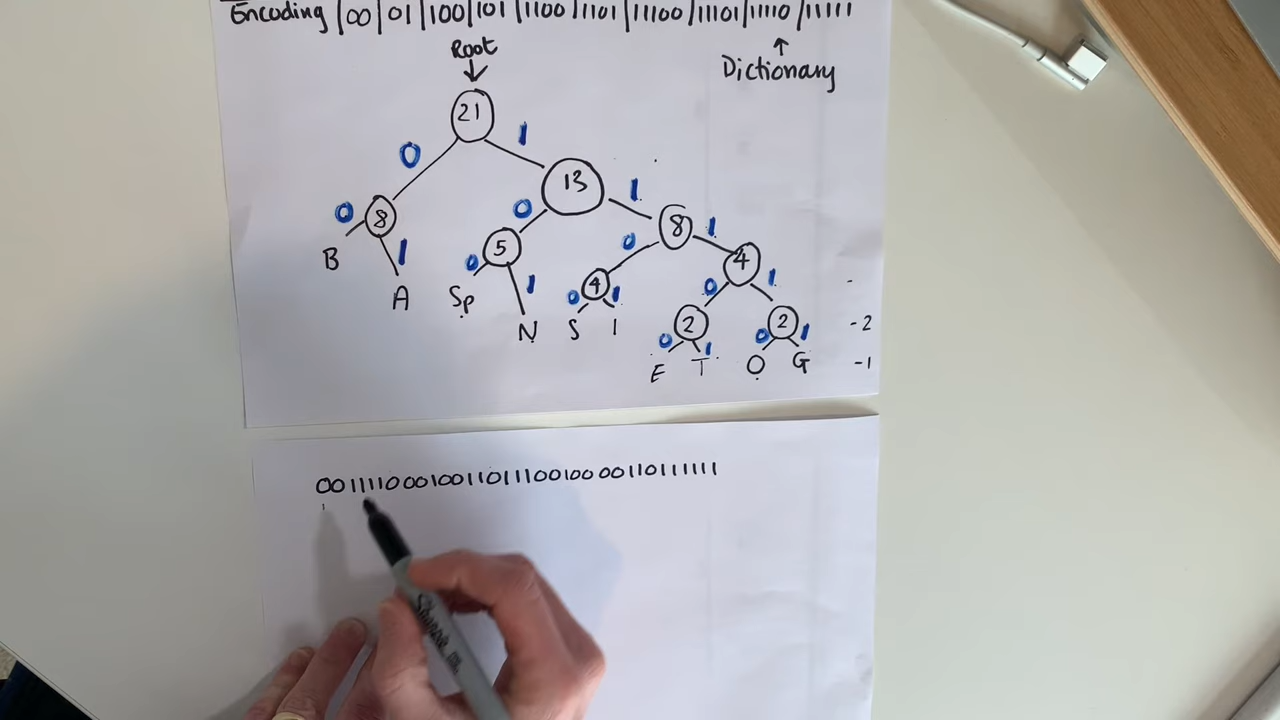 Encoding |00|01|100|101|1100|1101|11100|11101|11110|11111
Root
Dictionary
21
0 1
13
0 8 0 1 8 1
B 1 5 0 4
A 0 1 4 0 1
Sp N 0 1 2 2 -2
S I 0 1 0 1
E T O G -1
001111000100110111001000011011111
Sharpie